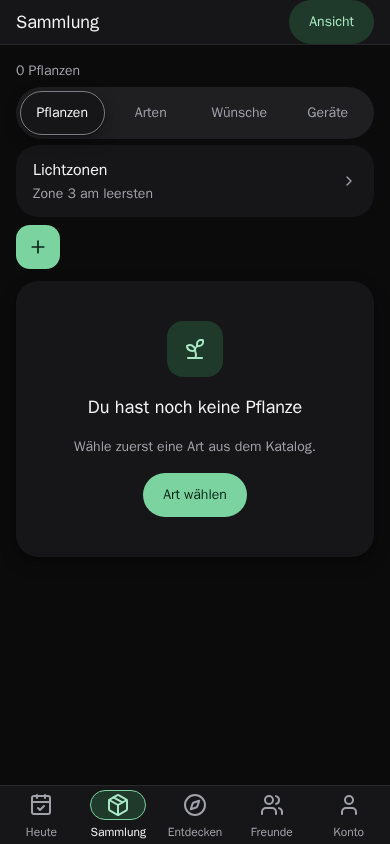 Sammlung
Ansicht
0 Pflanzen
Pflanzen
Arten
Wünsche
Geräte
Lichtzonen
Zone 3 am leersten
Du hast noch keine Pflanze
Wähle zuerst eine Art aus dem Katalog.
Art wählen
Heute
Sammlung
Entdecken
Freunde
Konto